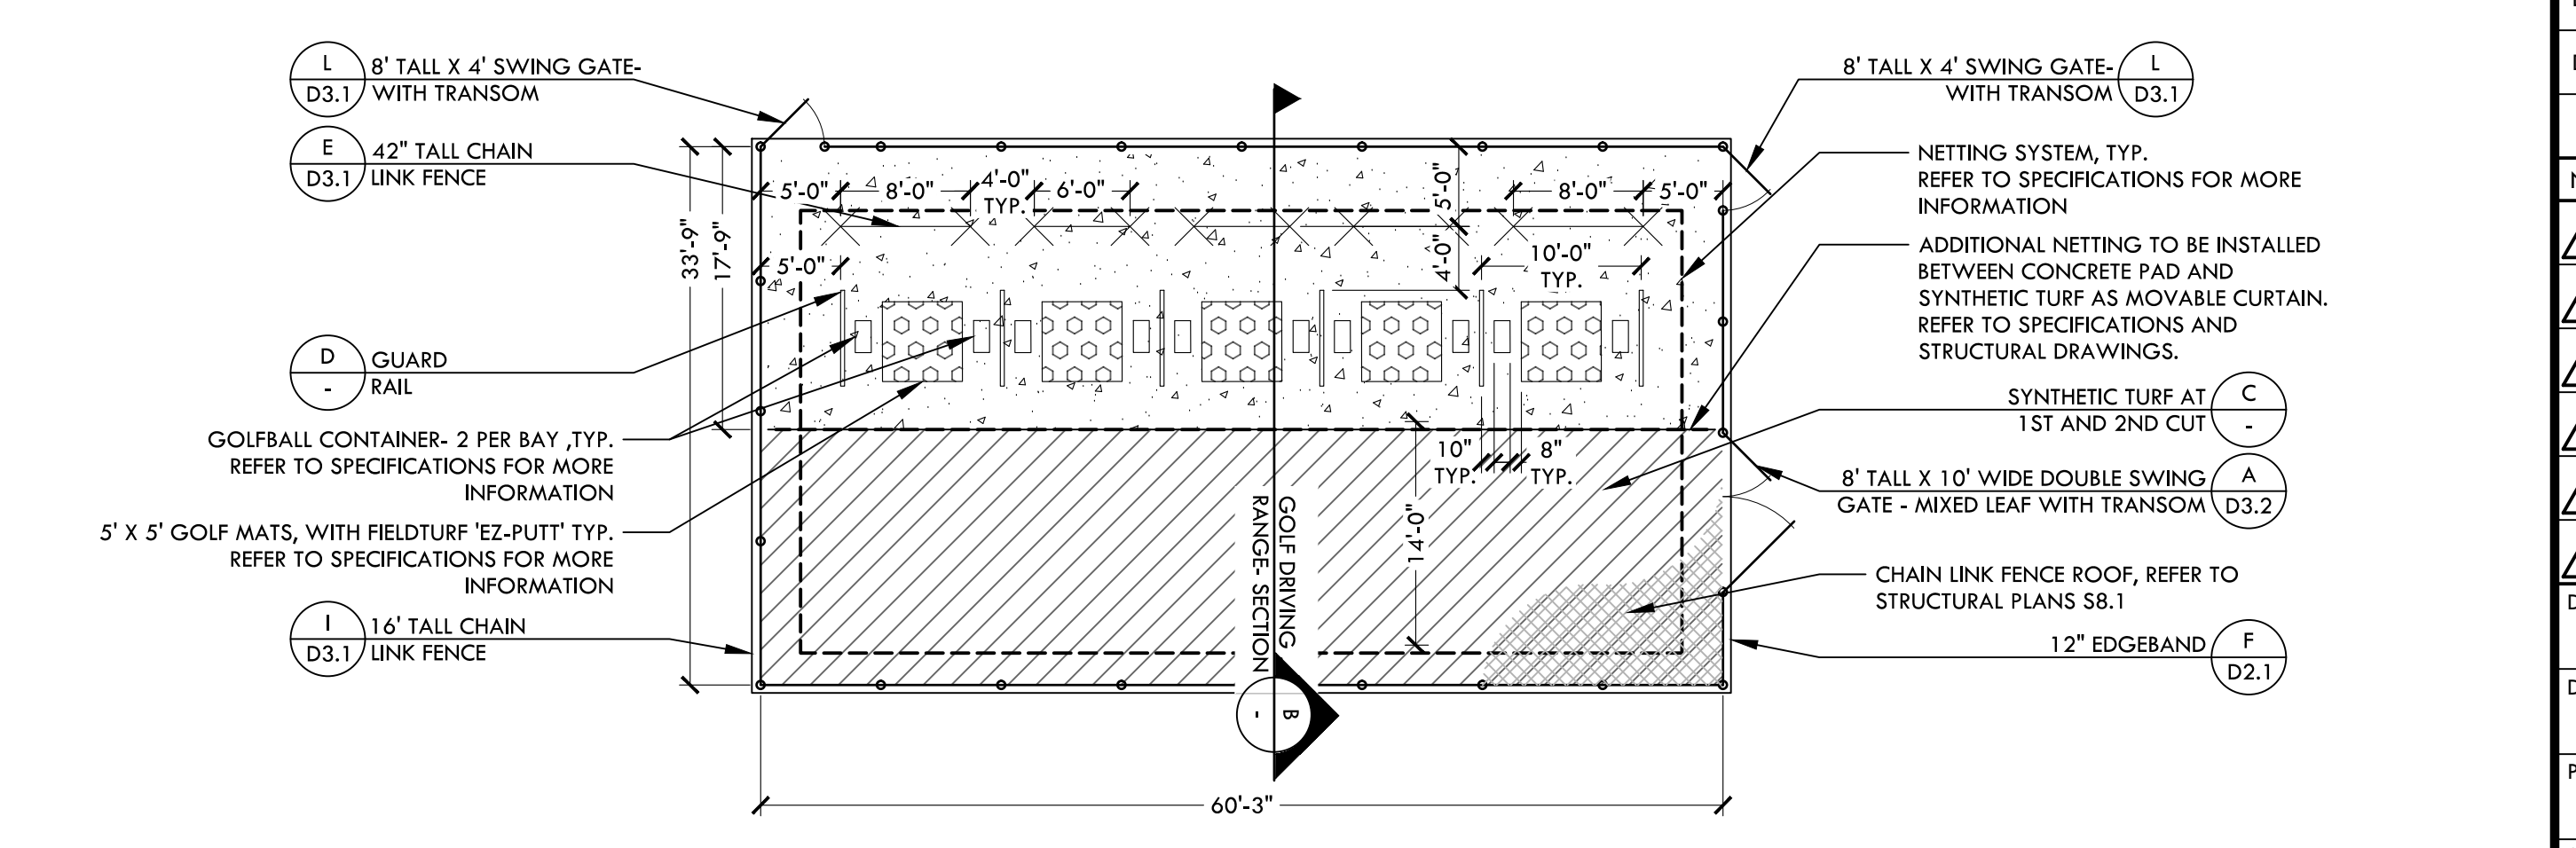 L
D3.1
8' TALL X 4' SWING GATE-
WITH TRANSOM
E
D3.1
42" TALL CHAIN
LINK FENCE
D
-
GUARD
RAIL
GOLFBALL CONTAINER- 2 PER BAY ,TYP.
REFER TO SPECIFICATIONS FOR MORE
INFORMATION
5' X 5' GOLF MATS, WITH FIELDTURF 'EZ-PUTT' TYP.
REFER TO SPECIFICATIONS FOR MORE
INFORMATION
I
D3.1
16' TALL CHAIN
LINK FENCE
33'-9"
17'-9"
5'-0"
8'-0"
4'-0"
TYP.
6'-0"
5'-0"
8'-0"
5'-0"
5'-0"
4'-0"
10'-0"
TYP.
10"
TYP.
8"
TYP.
14'-0"
GOLF DRIVING
RANGE- SECTION
B
-
60'-3"
8' TALL X 4' SWING GATE-
WITH TRANSOM
L
D3.1
NETTING SYSTEM, TYP.
REFER TO SPECIFICATIONS FOR MORE
INFORMATION
ADDITIONAL NETTING TO BE INSTALLED
BETWEEN CONCRETE PAD AND
SYNTHETIC TURF AS MOVABLE CURTAIN.
REFER TO SPECIFICATIONS AND
STRUCTURAL DRAWINGS.
SYNTHETIC TURF AT
1ST AND 2ND CUT
C
-
8' TALL X 10' WIDE DOUBLE SWING
GATE - MIXED LEAF WITH TRANSOM
A
D3.2
CHAIN LINK FENCE ROOF, REFER TO
STRUCTURAL PLANS S8.1
12" EDGEBAND
F
D2.1